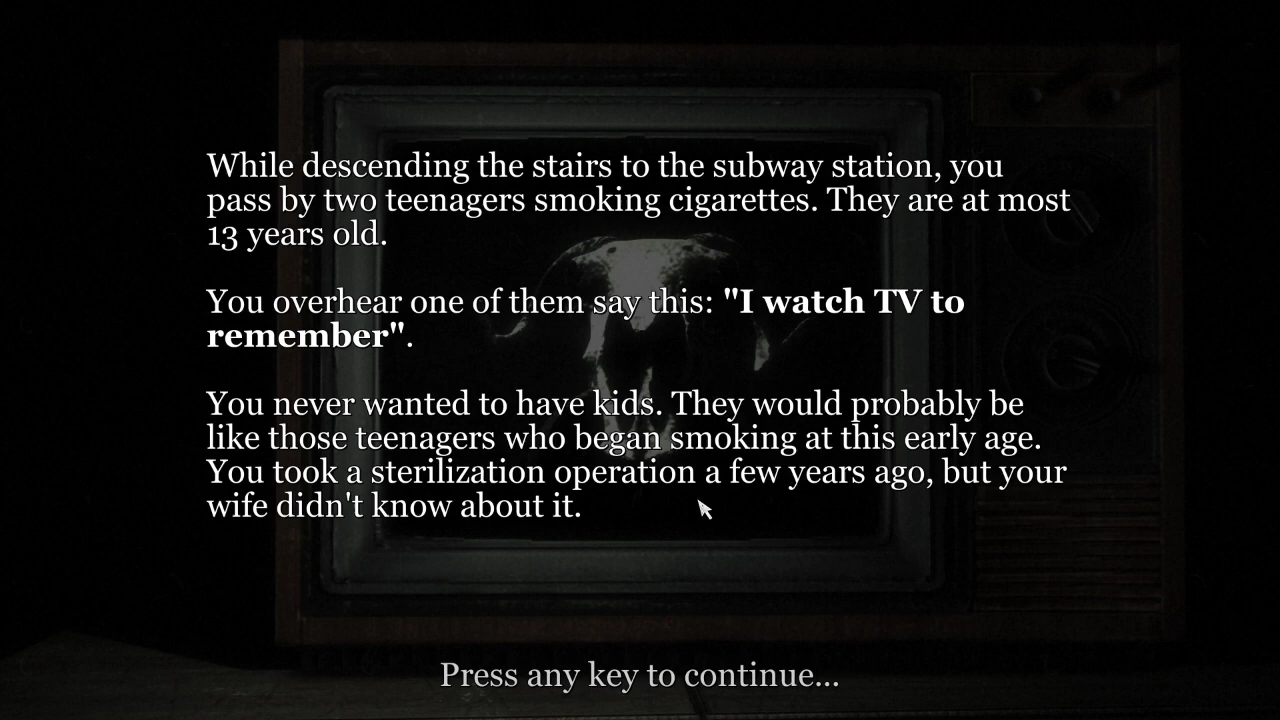 While descending the stairs to the subway station, you
pass by two teenagers smoking cigarettes. They are at most
13 years old.
You overhear one of them say this: "I watch TV to
remember".
You never wanted to have kids. They would probably be
like those teenagers who began smoking at this early age.
You took a sterilization operation a few years ago, but your
wife didn't know about it.
Press any key to continue...